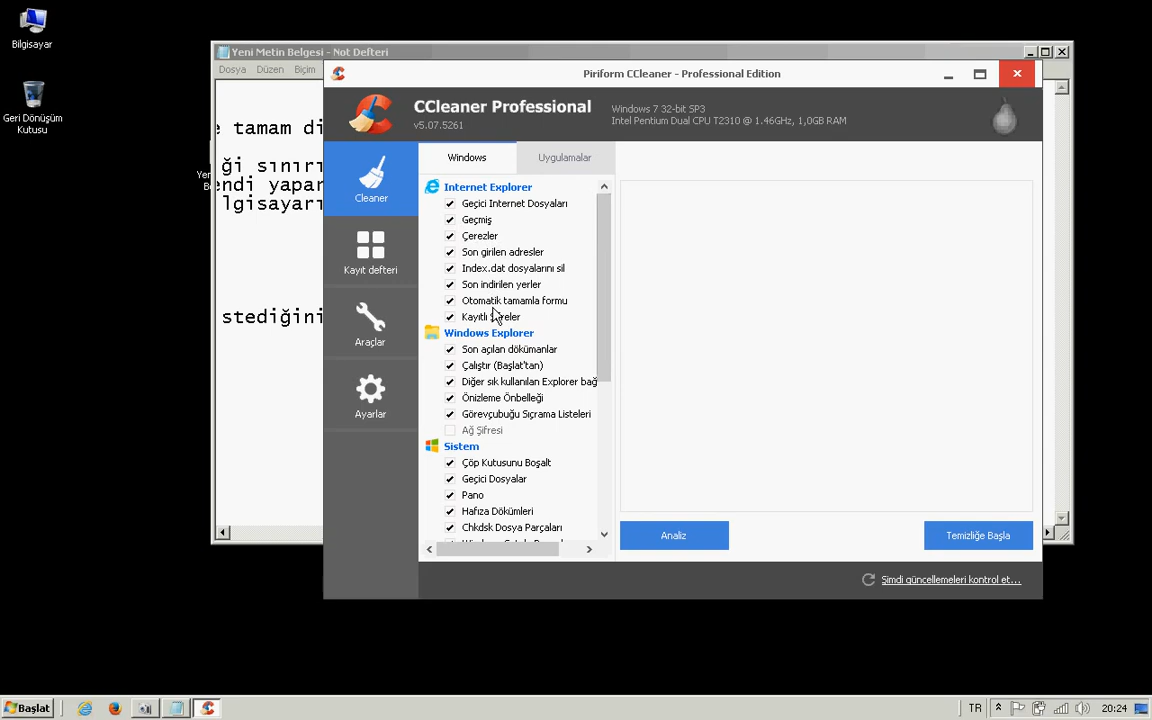 Bilgisayar
Geri Dönüşüm
Kutusu
Yeni Metin Belgesi - Not Defteri
Dosya Düzen Biçim
e tamam di
ği sınırı
endi yapar
lgisayarı
stediğini
Piriform CCleaner - Professional Edition
CCleaner Professional
v5.07.5261
Windows 7 32-bit SP3
Intel Pentium Dual CPU T2310 @ 1.46GHz, 1,0GB RAM
Cleaner
Kayıt defteri
Araçlar
Ayarlar
Windows
Uygulamalar
Internet Explorer
Geçici Internet Dosyaları
Geçmiş
Çerezler
Son girilen adresler
Index.dat dosyalarını sil
Son indirilen yerler
Otomatik tamamla formu
Kayıtlı
Windows Explorer
Son açılan dökümanlar
Çalıştır (Başlat'tan)
Diğer sık kullanılan Explorer bağ
Önizleme Önbelleği
Görevçubuğu Sıçrama Listeleri
Ağ Şifresi
Sistem
Çöp Kutusunu Boşalt
Geçici Dosyalar
Pano
Hafıza Dökümleri
Chkdsk Dosya Parçaları
Analiz
Temizliğe Başla
Şimdi güncellemeleri kontrol et...
Başlat
TR
20:24